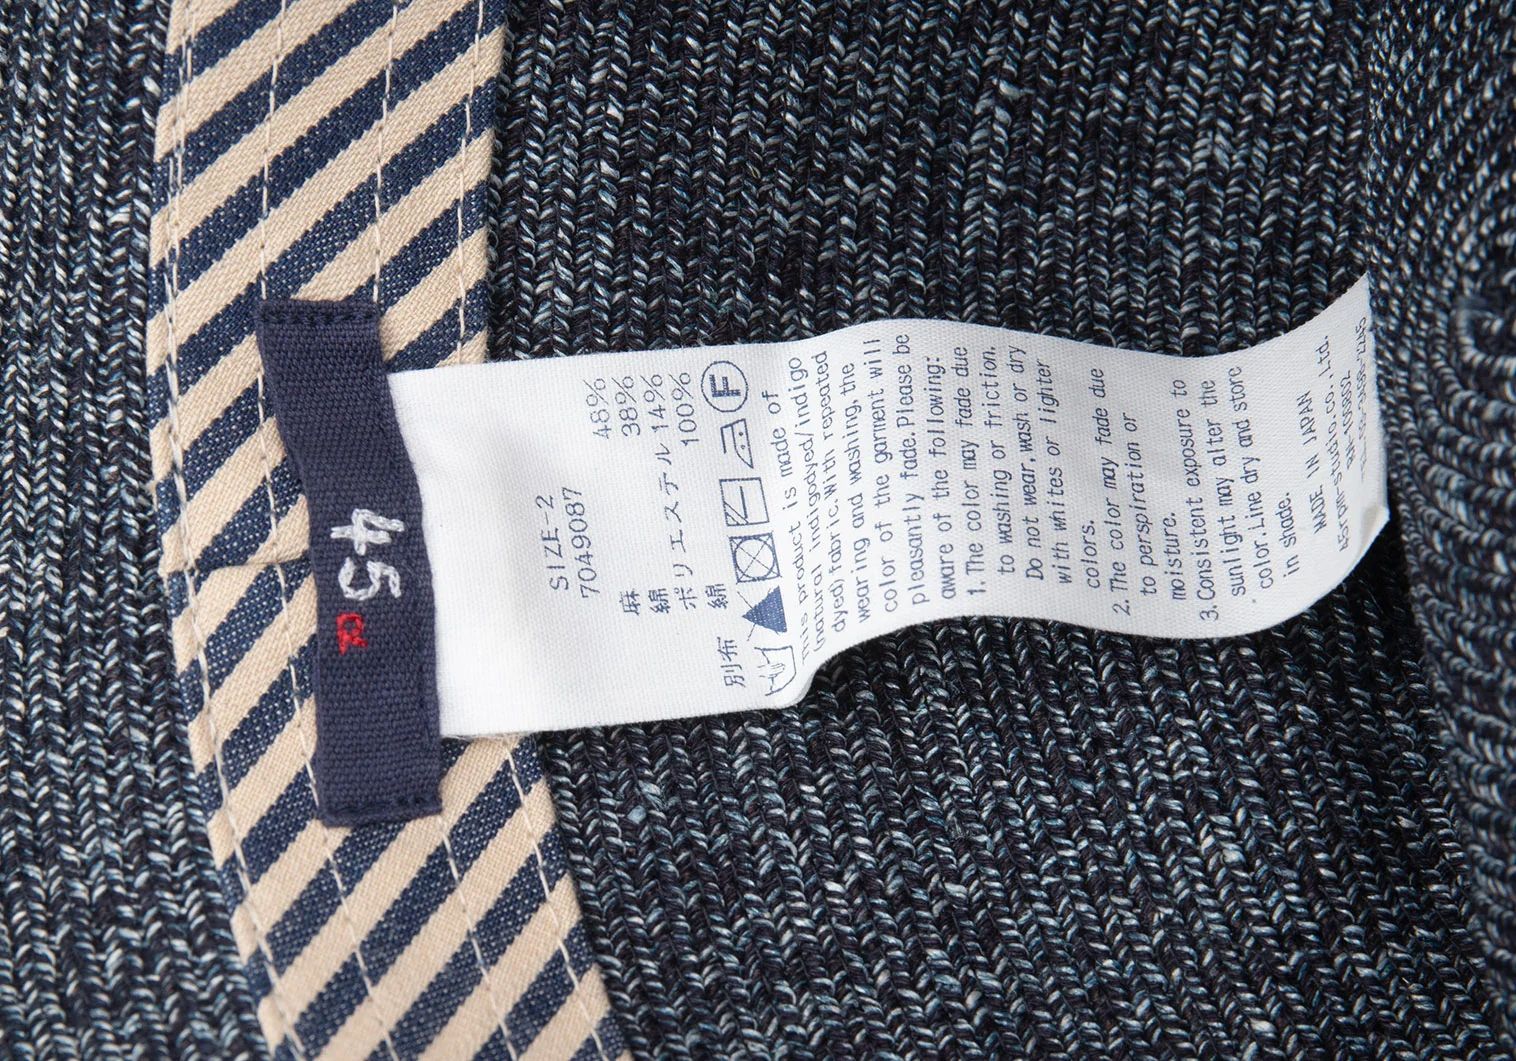 45
R
SIZE-2
7049087
麻 48%
綿 38%
ポリエステル 14%
別布 綿 100%
F
This product is made of
(natural indigodyed/indigo
dyed) fabric.With repeated
wearing and washing, the
color of the garment will
pleasantly fade.Please be
aware of the following:
1.The color may fade due
to washing or friction.
Do not wear,wash or dry
with whites or lighter
colors.
2.The color may fade due
to perspiration or
moisture.
3.Consistent exposure to
sunlight may alter the
color.Line dry and store
in shade.
MADE IN JAPAN
45rpm-studio.co.,Ltd.